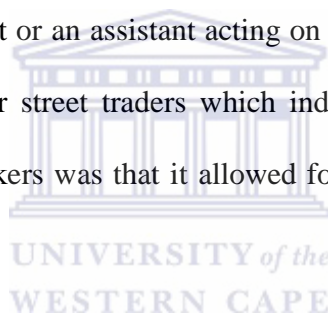 t or an assistant acting on
r street traders which ind
kers was that it allowed fo
UNIVERSITY of the
WESTERN CAPE